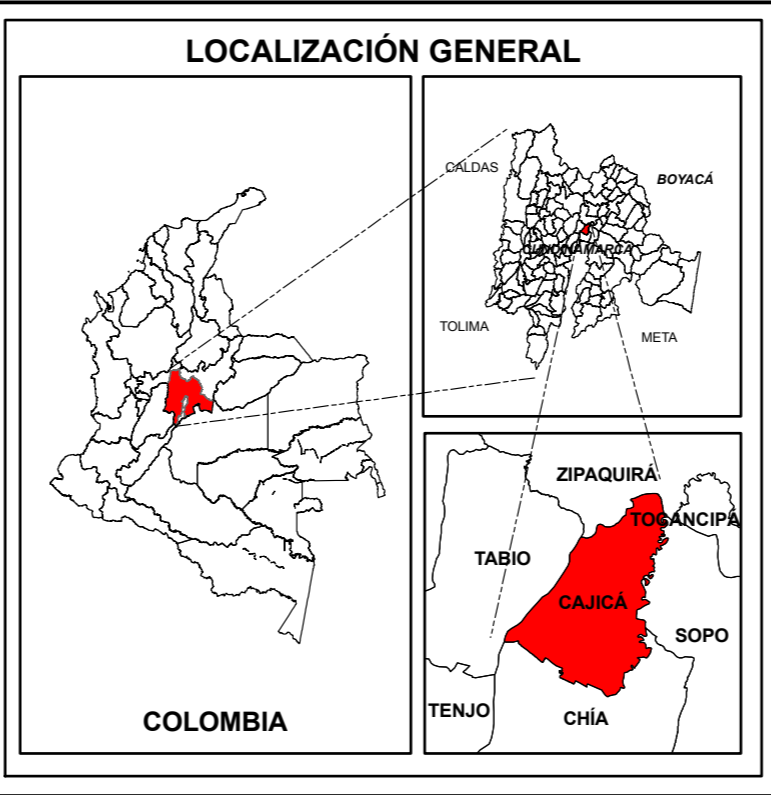 LOCALIZACIÓN GENERAL
COLOMBIA
CALDAS
BOYACÁ
CUNDINAMARCA
TOLIMA
META
ZIPAQUIRÁ
TOCANCIPÁ
TABIO
CAJICÁ
SOPO
TENJO
CHÍA